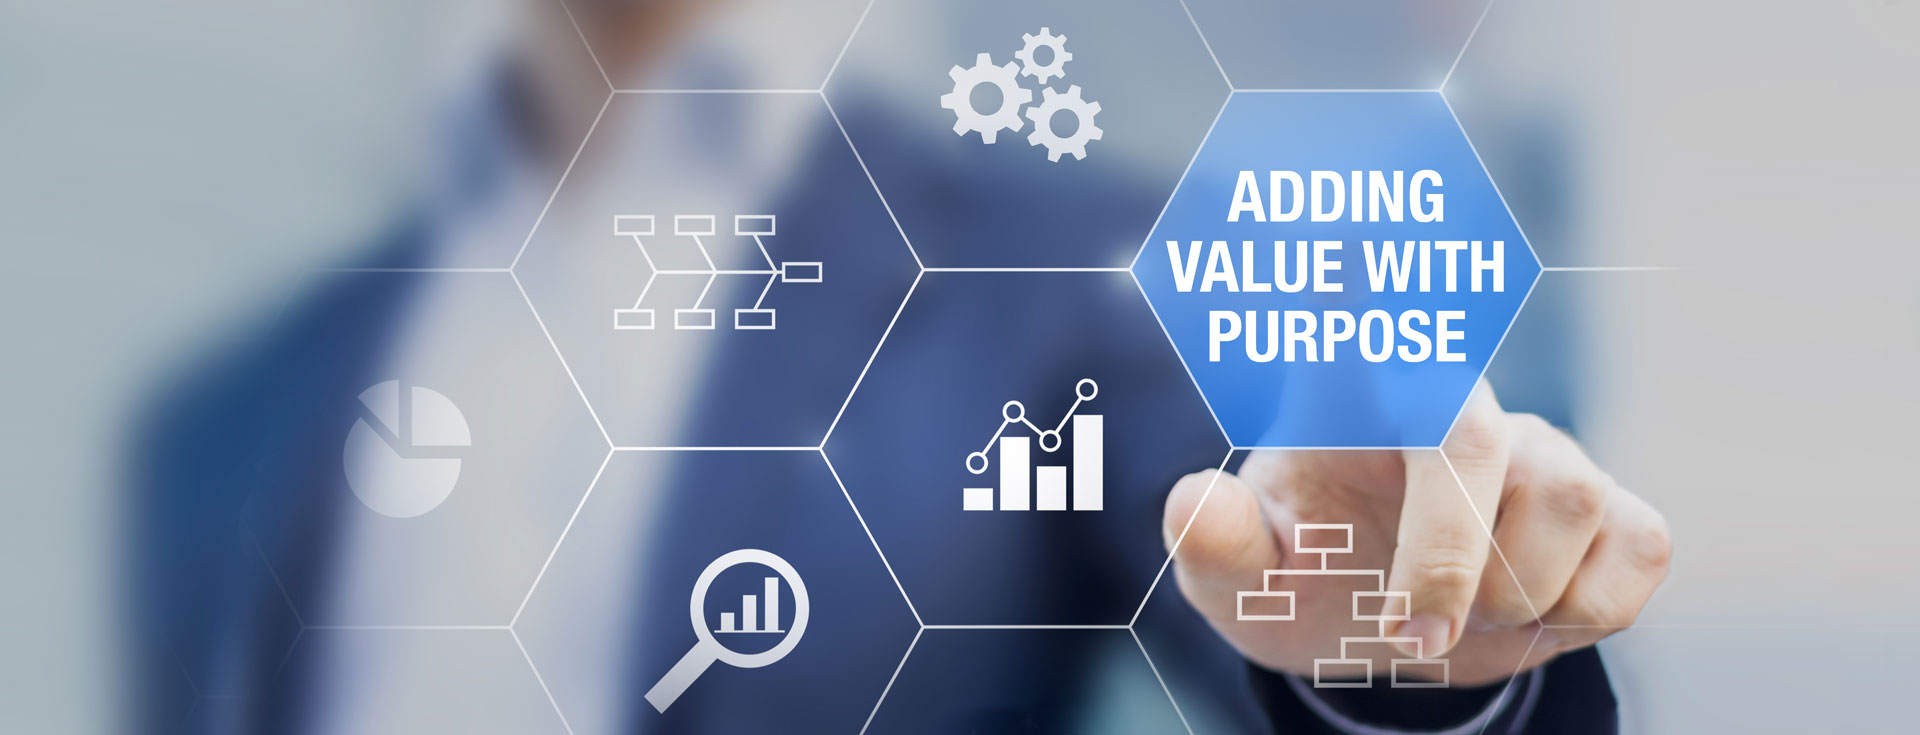 ADDING
VALUE WITH
PURPOSE